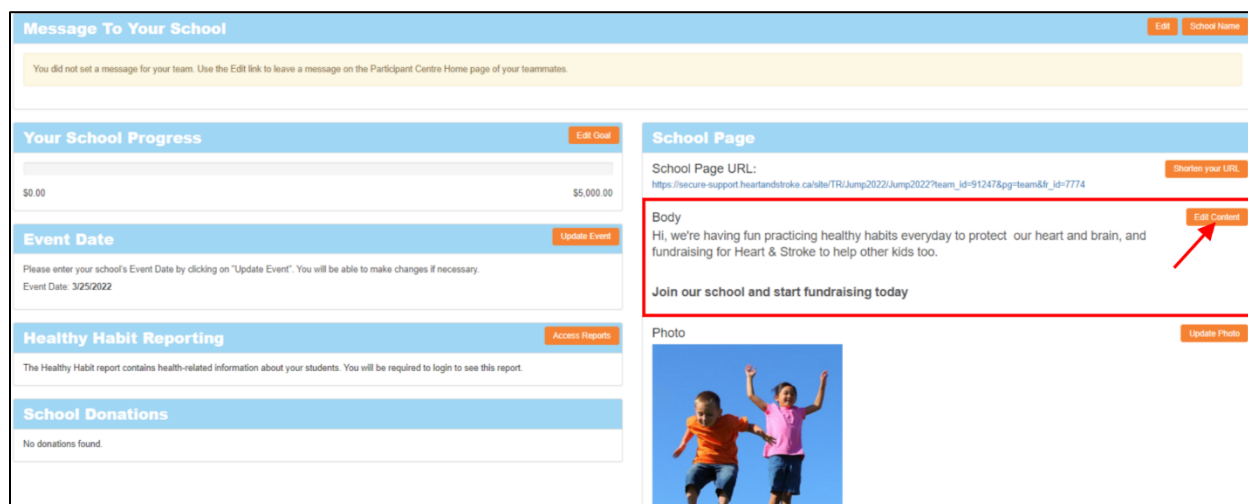 Message To Your School
Edit
School Name
You did not set a message for your team. Use the Edit link to leave a message on the Participant Centre Home page of your teammates.
Your School Progress
Edit Goal
$0.00
$5,000.00
Event Date
Update Event
Please enter your school's Event Date by clicking on "Update Event". You will be able to make changes if necessary.
Event Date: 3/25/2022
Healthy Habit Reporting
Access Reports
The Healthy Habit report contains health-related information about your students. You will be required to login to see this report.
School Donations
No donations found.
School Page
School Page URL:
Shorten your URL
https://secure-support.heartandstroke.ca/site/TR/Jump2022/Jump2022?team_id=91247&pg=team&fr_id=7774
Body
Edit Content
Hi, we're having fun practicing healthy habits everyday to protect our heart and brain, and
fundraising for Heart & Stroke to help other kids too.
Join our school and start fundraising today
Photo
Update Photo